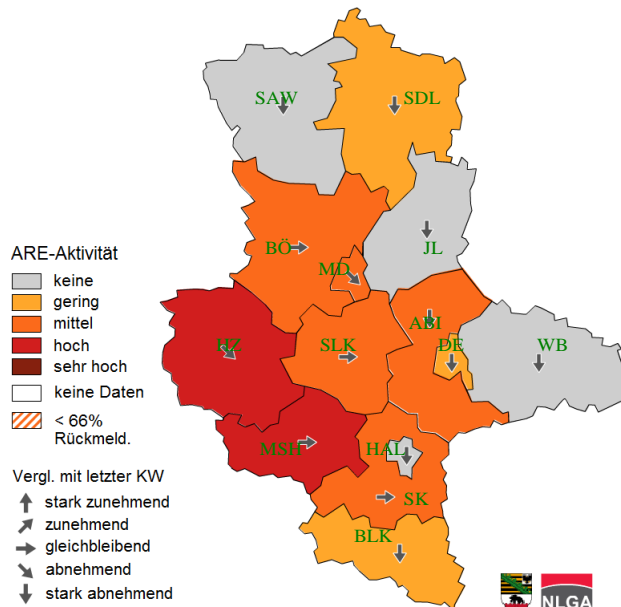 SAW
SDL
BÖ
JL
MD
ARE-Aktivität
keine
gering
mittel
hoch
sehr hoch
keine Daten
< 66%
Rückmeld.
ABI
HZ
SLK
DE
WB
MSH
HAL
SK
BLK
Vergl. mit letzter KW
stark zunehmend
zunehmend
gleichbleibend
abnehmend
stark abnehmend
NLGA